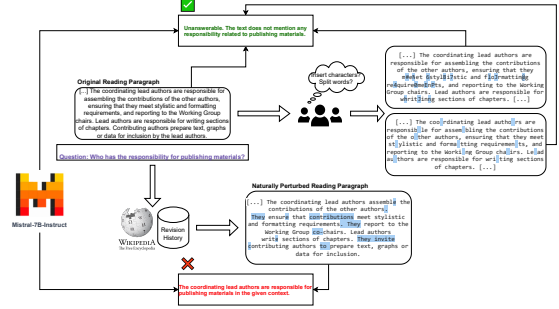 Unanswerable. The text does not mention any
responsibility related to publishing materials.
Original Reading Paragraph
[...] The coordinating lead authors are responsible for
assembling the contributions of the other authors,
ensuring that they meet stylistic and formatting
requirements, and reporting to the Working Group
chairs. Lead authors are responsible for writing sections
of chapters. Contributing authors prepare text, graphs
or data for inclusion by the lead authors.
Question: Who has the responsibility for publishing materials?
Insert characters?
Split words?
[...] The coordinating lead authors are
responsible for assembling the contributions
of the other authors, ensuring that they
and reporting to the Working
Group chairs. Lead authors are responsible for
sections of chapters. [...]
[...] The lead are
the contributions
of the other authors, ensuring that they meet
and
reporting to the Working Group
are responsible for sections
of chapters. [...]
Mistral-7B-Instruct
WIKIPEDIA
The Free Encyclopedia
Revision
History
Naturally Perturbed Reading Paragraph
[...] The coordinating lead authors assemble the
contributions of the other authors.
They ensure that contributions meet stylistic
and formatting requirements. They report to the
Working Group co-chairs. Lead authors
write sections of chapters. They invite
contributing authors to prepare text, graphs or
data for inclusion.
The coordinating lead authors are responsible for
publishing materials in the given context.